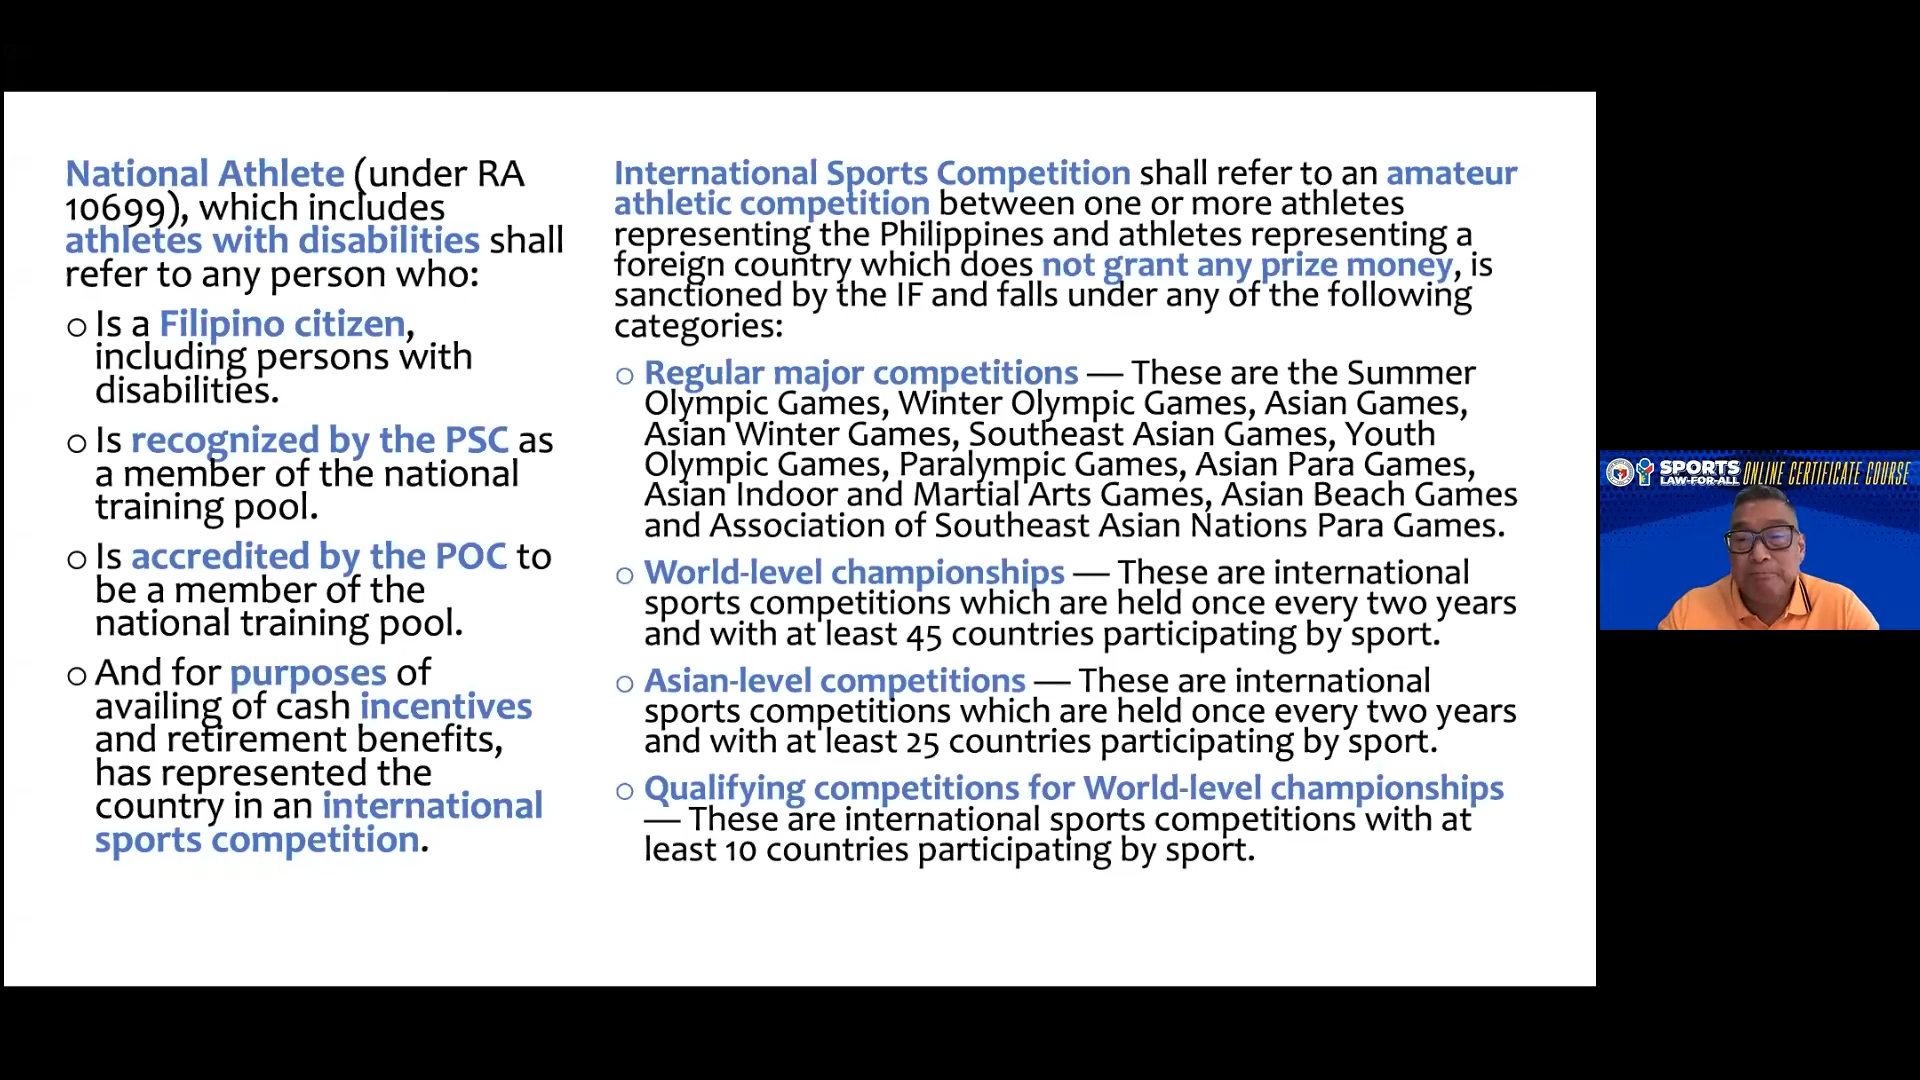 National Athlete (under RA
10699), which includes
athletes with disabilities shall
refer to any person who:
o Is a Filipino citizen,
including persons with
disabilities.
o Is recognized by the PSC as
a member of the national
training pool.
o Is accredited by the POC to
be a member of the
national training pool.
o And for purposes of
availing of cash incentives
and retirement benefits,
has represented the
country in an international
sports competition.
International Sports Competition shall refer to an amateur
athletic competition between one or more athletes
representing the Philippines and athletes representing a
foreign country which does not grant any prize money, is
sanctioned by the IF and falls under any of the following
categories:
o Regular major competitions — These are the Summer
Olympic Games, Winter Olympic Games, Asian Games,
Asian Winter Games, Southeast Asian Games, Youth
Olympic Games, Paralympic Games, Asian Para Games,
Asian Indoor and Martial Arts Games, Asian Beach Games
and Association of Southeast Asian Nations Para Games.
o World-level championships — These are international
sports competitions which are held once every two years
and with at least 45 countries participating by sport.
o Asian-level competitions — These are international
sports competitions which are held once every two years
and with at least 25 countries participating by sport.
o Qualifying competitions for World-level championships
— These are international sports competitions with at
least 10 countries participating by sport.
SPORTS
LAW-FOR-ALL
ONLINE CERTIFICATE COURSE